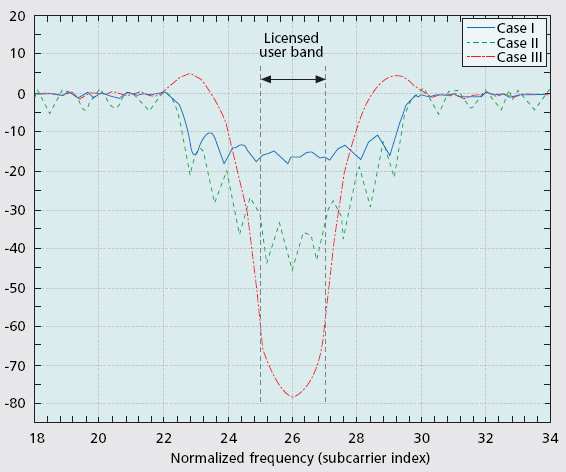 20
10
0
-10
-20
-30
-40
-50
-60
-70
-80
Licensed
user band
Case I
Case II
Case III
18 20 22 24 26 28 30 32 34
Normalized frequency (subcarrier index)